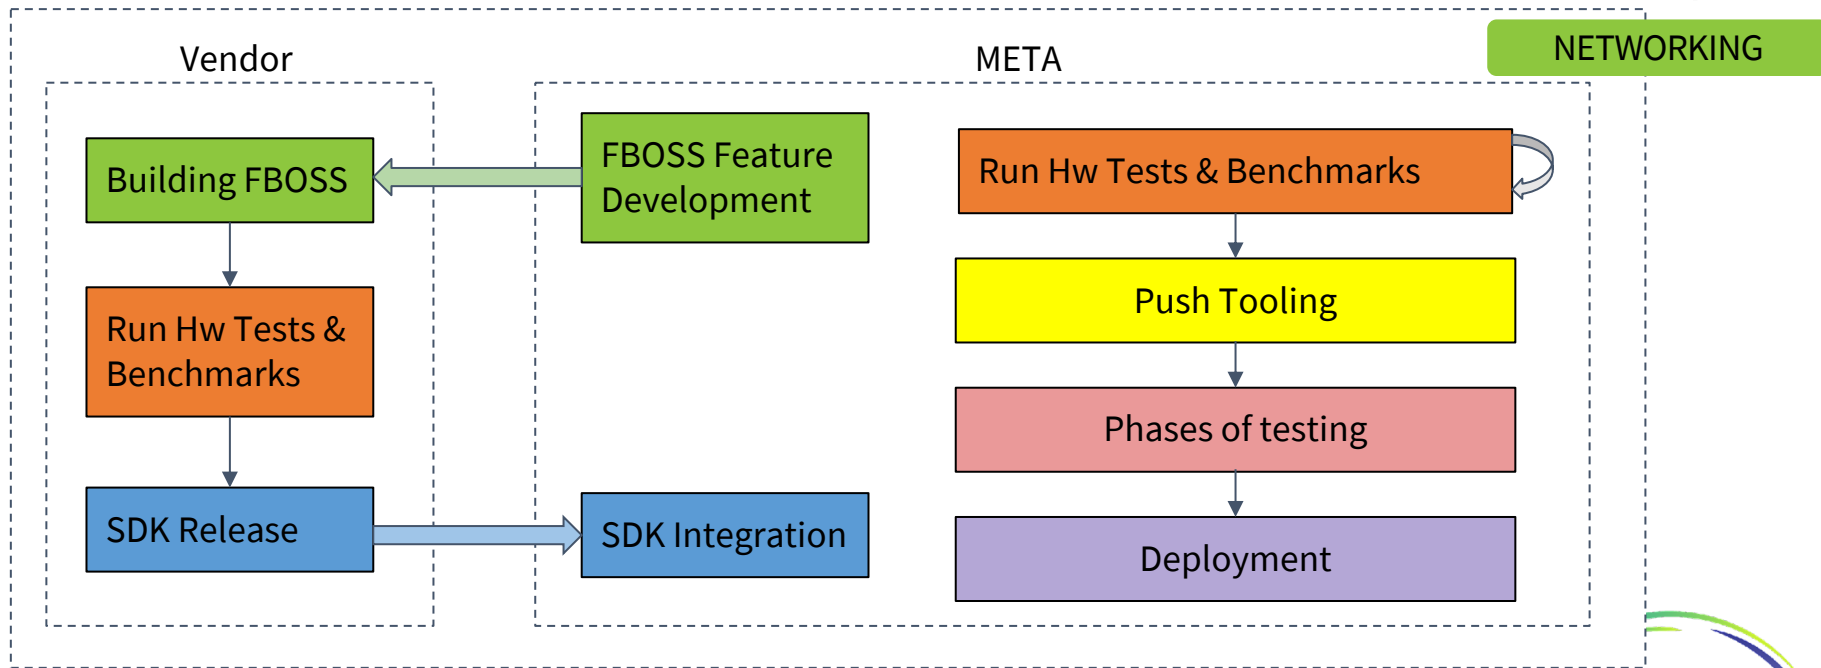 NETWORKING
Vendor
META
Building FBOSS
Run Hw Tests &
Benchmarks
SDK Release
FBOSS Feature
Development
SDK Integration
Run Hw Tests & Benchmarks
Push Tooling
Phases of testing
Deployment